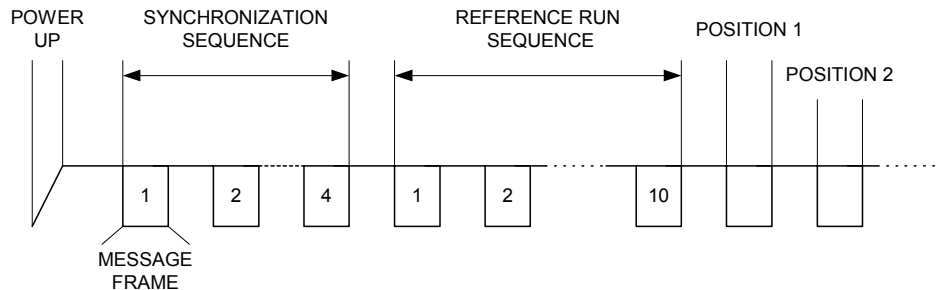 POWER
UP
SYNCHRONIZATION
SEQUENCE
REFERENCE RUN
SEQUENCE
POSITION 1
POSITION 2
1
2
4
1
2
10
MESSAGE
FRAME